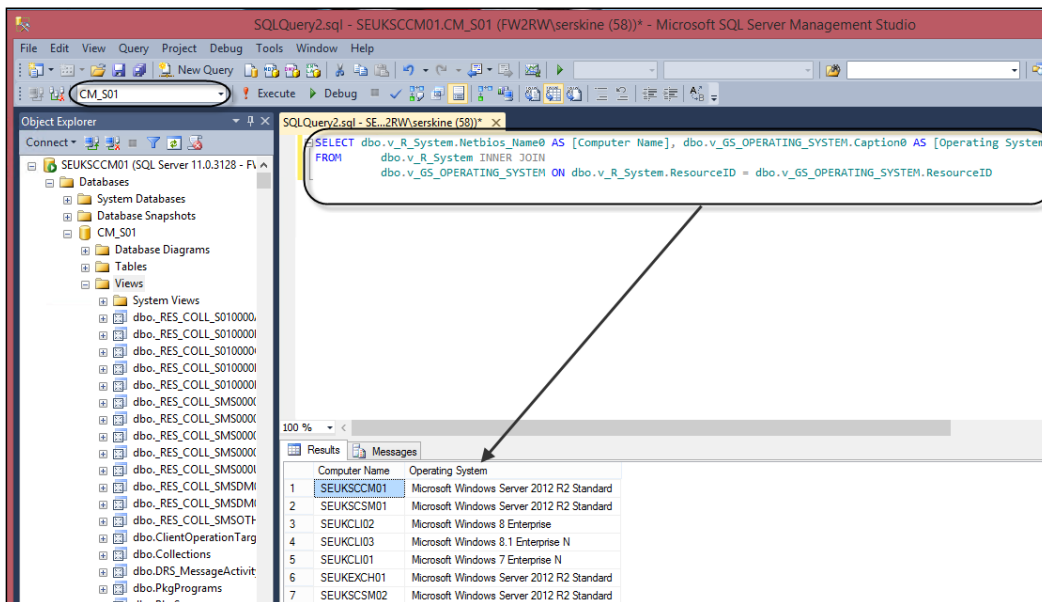 SQLQuery2.sql - SEUKSCCM01.CM_S01 (FW2RW\serskine (58))* - Microsoft SQL Server Management Studio
File Edit View Query Project Debug Tools Window Help
New Query
CM_S01 Execute Debug
Object Explorer
Connect
SEUKSCCM01 (SQL Server 11.0.3128 -
Databases
System Databases
Database Snapshots
CM_S01
Database Diagrams
Tables
Views
System Views
dbo._RES_COLL_S010000
dbo._RES_COLL_S010000
dbo._RES_COLL_S010000
dbo._RES_COLL_S010000
dbo._RES_COLL_S010000
dbo._RES_COLL_SMS000
dbo._RES_COLL_SMS000
dbo._RES_COLL_SMS000
dbo._RES_COLL_SMS000
dbo._RES_COLL_SMS000
dbo._RES_COLL_SMSDM
dbo._RES_COLL_SMSDM
dbo._RES_COLL_SMSOTH
dbo.ClientOperationTarg
dbo.Collections
dbo.DRS_MessageActivit
dbo.PkgPrograms
SQLQuery2.sql - SE...2RW\serskine (58))*
SELECT dbo.v_R_System.Netbios_Name0 AS [Computer Name], dbo.v_GS_OPERATING_SYSTEM.Caption0 AS [Operating System
FROM dbo.v_R_System INNER JOIN
dbo.v_GS_OPERATING_SYSTEM ON dbo.v_R_System.ResourceID = dbo.v_GS_OPERATING_SYSTEM.ResourceID
100 %
Results Messages
Computer Name Operating System
1 SEUKSCCM01 Microsoft Windows Server 2012 R2 Standard
2 SEUKSCSM01 Microsoft Windows Server 2012 R2 Standard
3 SEUKCLI02 Microsoft Windows 8 Enterprise
4 SEUKCLI03 Microsoft Windows 8.1 Enterprise N
5 SEUKCLI01 Microsoft Windows 7 Enterprise N
6 SEUKEXCH01 Microsoft Windows Server 2012 R2 Standard
7 SEUKSCSM02 Microsoft Windows Server 2012 R2 Standard